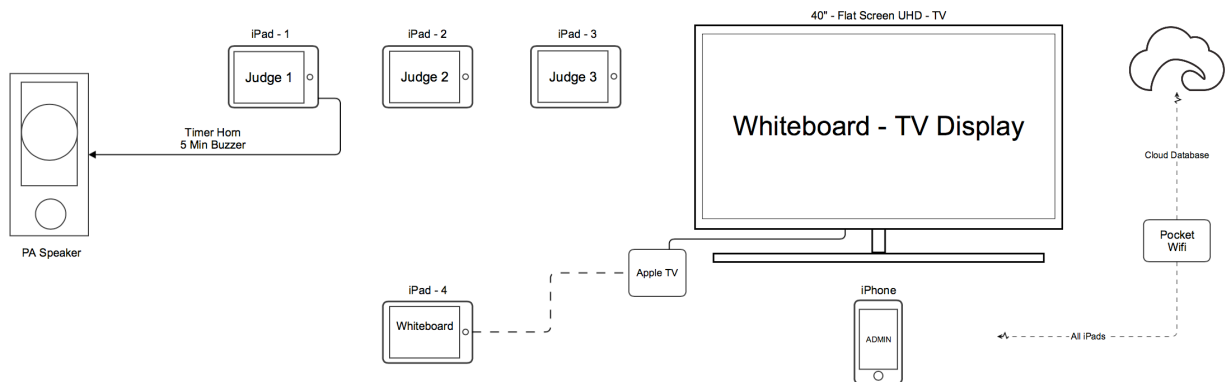 40" - Flat Screen UHD - TV
iPad - 1
iPad - 2
iPad - 3
Judge 1
Judge 2
Judge 3
Timer Horn
5 Min Buzzer
Whiteboard - TV Display
Cloud Database
PA Speaker
Pocket
Wifi
Apple TV
iPad - 4
iPhone
Whiteboard
ADMIN
All iPads